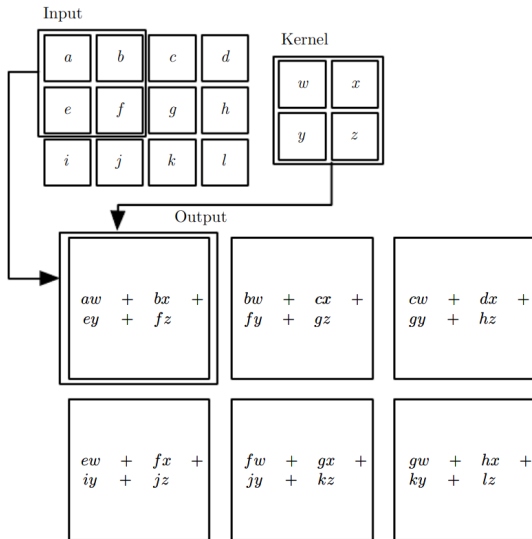 Input
a b c d
e f g h
i j k l
Kernel
w x
y z
Output
aw + bx +
ey + fz
bw + cx +
fy + gz
cw + dx +
gy + hz
ew + fx +
iy + jz
fw + gx +
jy + kz
gw + hx +
ky + lz